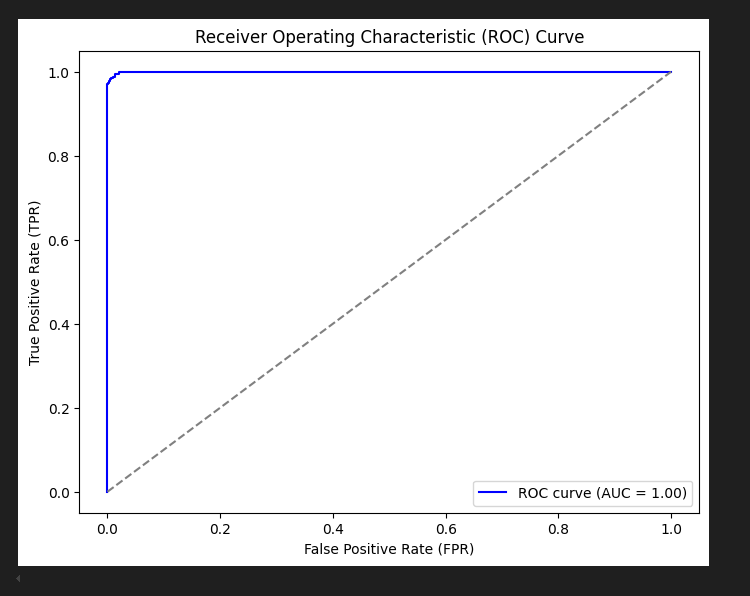 Receiver Operating Characteristic (ROC) Curve
True Positive Rate (TPR)
1.0
0.8
0.6
0.4
0.2
0.0
ROC curve (AUC = 1.00)
0.0 0.2 0.4 0.6 0.8 1.0
False Positive Rate (FPR)